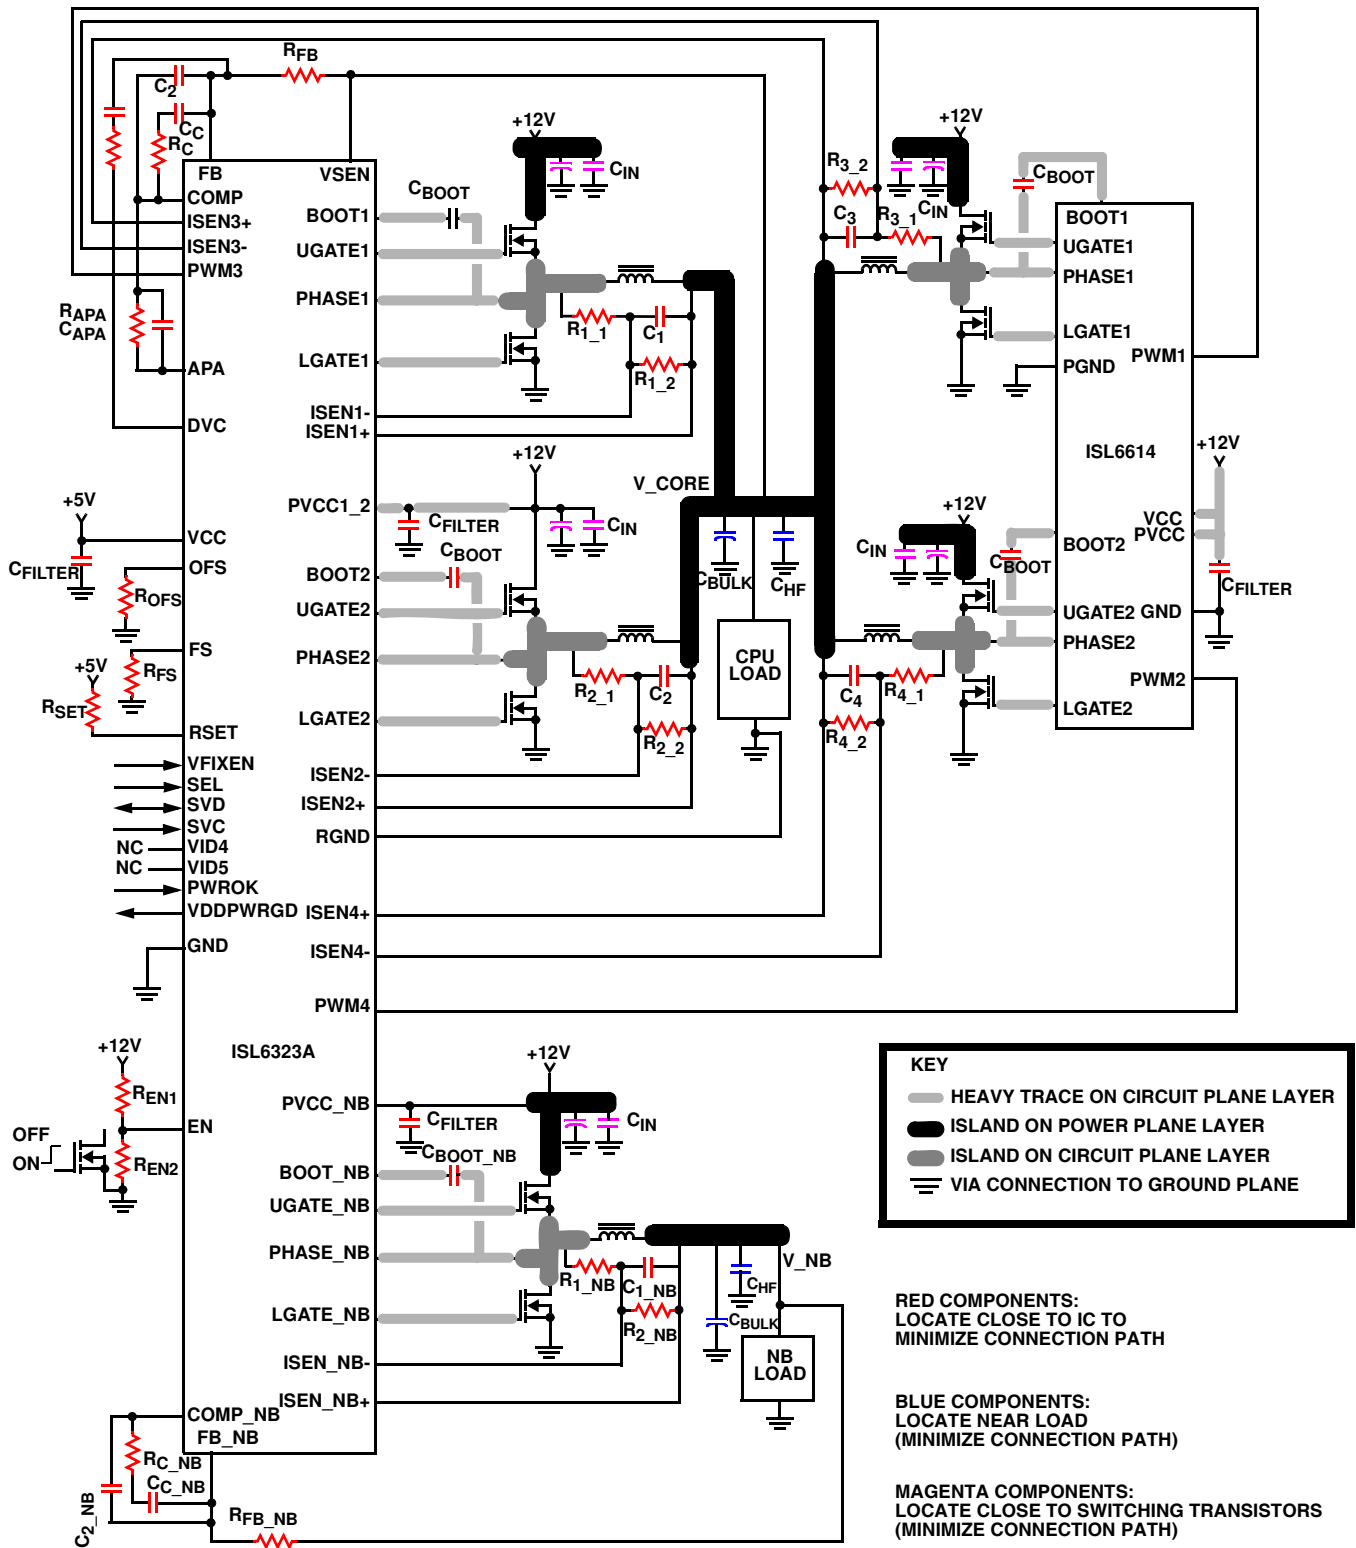 RFB
C2
CC
RC
FB
VSEN
COMP
ISEN3+
ISEN3-
PWM3
RAPA
CAPA
APA
DVC
+5V
VCC
CFILTER
OFS
ROFS
FS
RFS
+5V
RSET
RSET
VFIXEN
SEL
SVD
SVC
NC VID4
NC VID5
PWROK
VDDPWRGD
GND
+12V
REN1
EN
OFF
ON
REN2
ISL6323A
COMP_NB
FB_NB
RC_NB
CC_NB
C2_NB
RFB_NB
BOOT1
UGATE1
PHASE1
LGATE1
ISEN1-
ISEN1+
PVCC1_2
BOOT2
UGATE2
PHASE2
LGATE2
ISEN2-
ISEN2+
RGND
ISEN4+
ISEN4-
PWM4
PVCC_NB
BOOT_NB
UGATE_NB
PHASE_NB
LGATE_NB
ISEN_NB-
ISEN_NB+
+12V
CIN
CBOOT
R1_1
C1
R1_2
+12V
CFILTER
CIN
CBOOT
R2_1
C2
R2_2
V_CORE
CBULK
CHF
CPU
LOAD
+12V
CFILTER
CIN
CBOOT_NB
R1_NB
C1_NB
R2_NB
V_NB
CHF
CBULK
NB
LOAD
+12V
R3_2
C3
R3_1
CIN
CBOOT
BOOT1
UGATE1
PHASE1
LGATE1
PGND
PWM1
ISL6614
+12V
VCC
PVCC
CFILTER
GND
+12V
CIN
CBOOT
BOOT2
UGATE2
PHASE2
LGATE2
PWM2
C4
R4_1
R4_2
KEY
HEAVY TRACE ON CIRCUIT PLANE LAYER
ISLAND ON POWER PLANE LAYER
ISLAND ON CIRCUIT PLANE LAYER
VIA CONNECTION TO GROUND PLANE
RED COMPONENTS:
LOCATE CLOSE TO IC TO
MINIMIZE CONNECTION PATH
BLUE COMPONENTS:
LOCATE NEAR LOAD
(MINIMIZE CONNECTION PATH)
MAGENTA COMPONENTS:
LOCATE CLOSE TO SWITCHING TRANSISTORS
(MINIMIZE CONNECTION PATH)